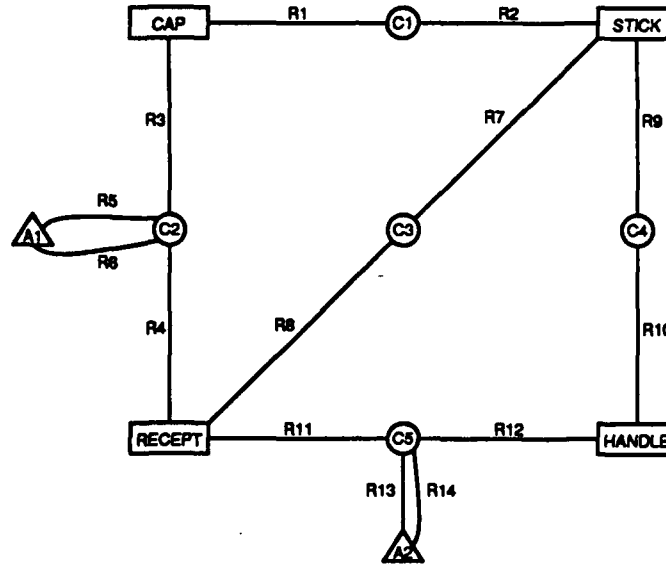 CAP R1 C1 R2 STICK
R3 R7 R9
R5
A1 C2 C3 C4
R6
R4 R8 R10
RECEPT R11 C5 R12 HANDLE
R13 R14
A2